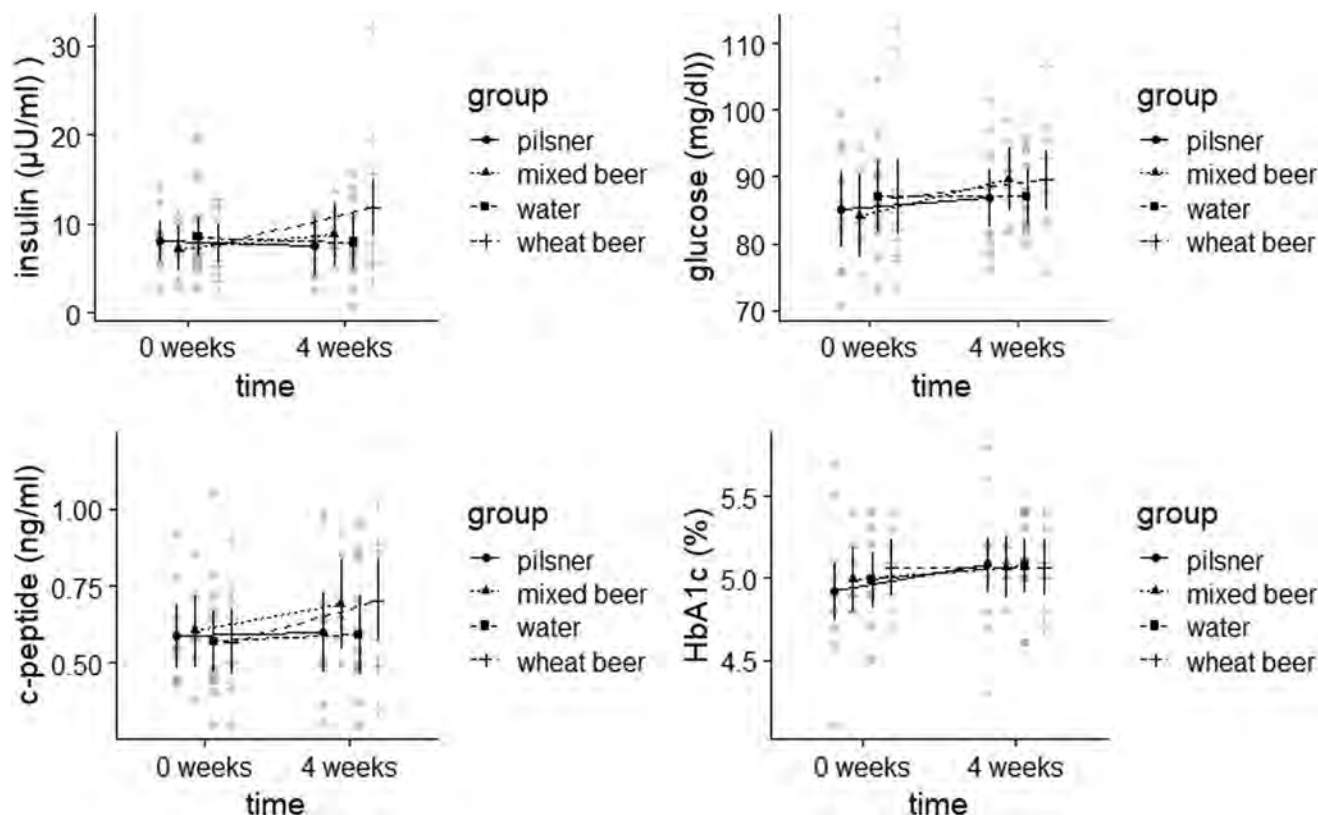 insulin (µU/ml) )
30
20
10
0
0 weeks
4 weeks
time
group
pilsner
mixed beer
water
wheat beer
glucose (mg/dl))
110
100
90
80
70
0 weeks
4 weeks
time
group
pilsner
mixed beer
water
wheat beer
c-peptide (ng/ml)
1.00
0.75
0.50
0 weeks
4 weeks
time
group
pilsner
mixed beer
water
wheat beer
HbA1c (%)
5.5
5.0
4.5
0 weeks
4 weeks
time
group
pilsner
mixed beer
water
wheat beer